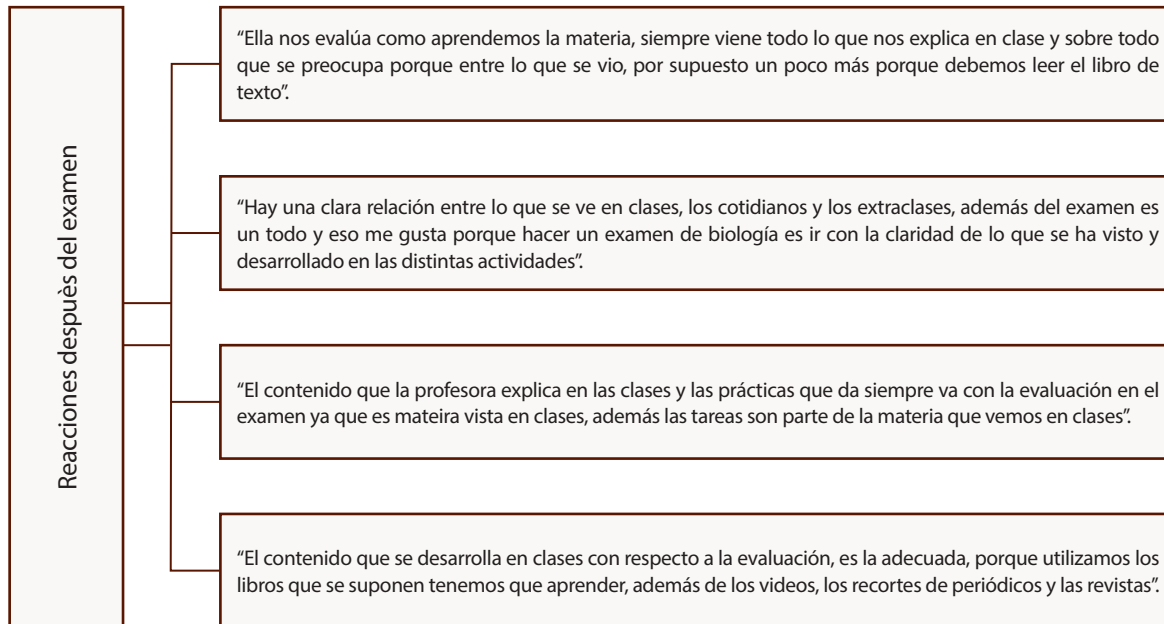 Reacciones despuès del examen
“Ella nos evalúa como aprendemos la materia, siempre viene todo lo que nos explica en clase y sobre todo
que se preocupa porque entre lo que se vio, por supuesto un poco más porque debemos leer el libro de
texto”.
“Hay una clara relación entre lo que se ve en clases, los cotidianos y los extraclases, además del examen es
un todo y eso me gusta porque hacer un examen de biología es ir con la claridad de lo que se ha visto y
desarrollado en las distintas actividades”.
“El contenido que la profesora explica en las clases y las prácticas que da siempre va con la evaluación en el
examen ya que es mateira vista en clases, además las tareas son parte de la materia que vemos en clases”.
“El contenido que se desarrolla en clases con respecto a la evaluación, es la adecuada, porque utilizamos los
libros que se suponen tenemos que aprender, además de los videos, los recortes de periódicos y las revistas”.